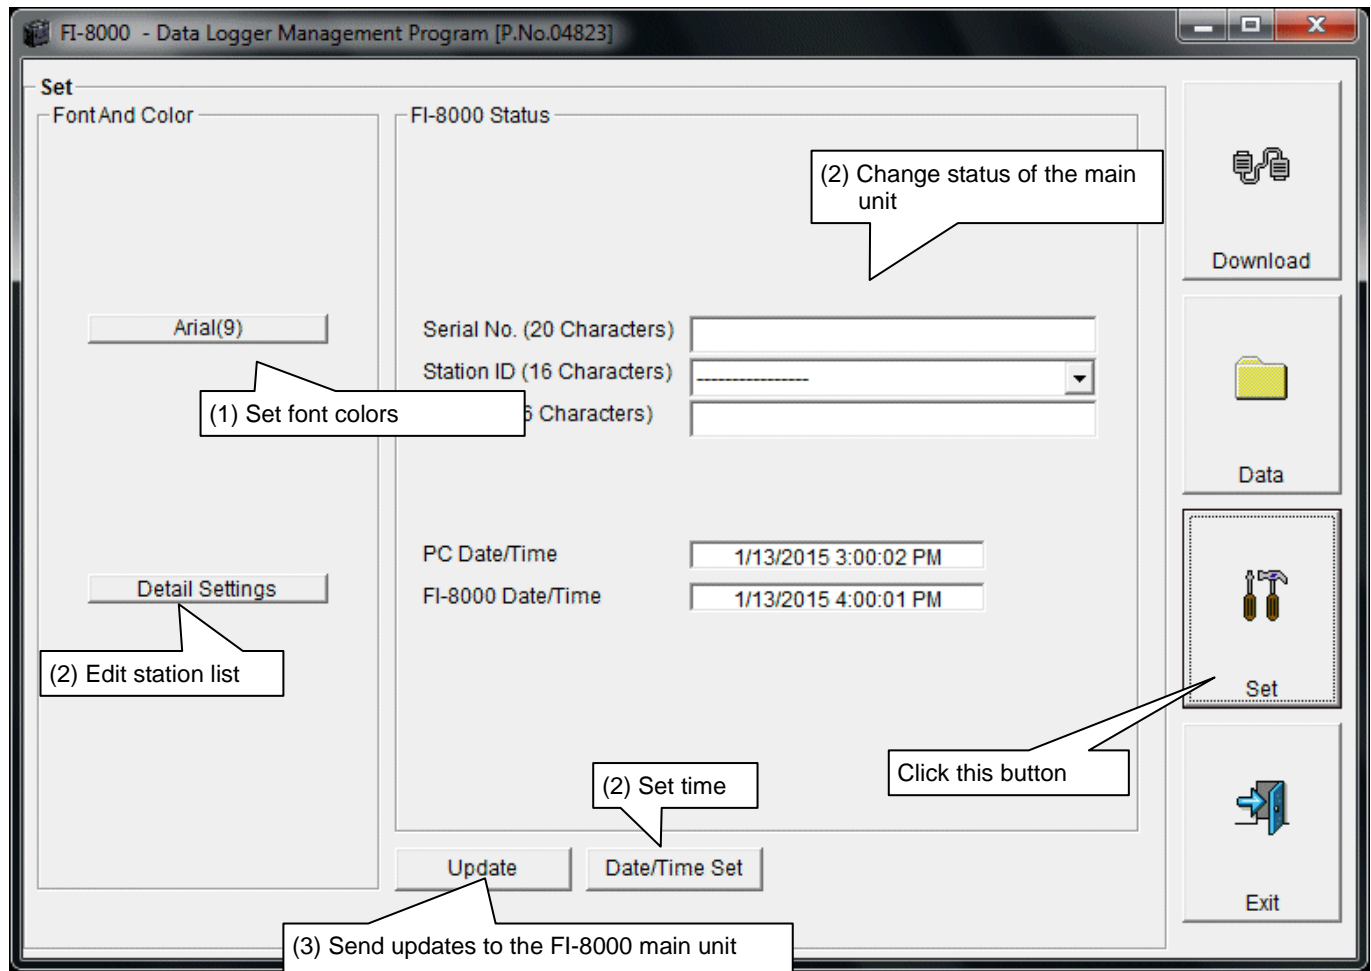 FI-8000 - Data Logger Management Program [P.No.04823]
Set
Font And Color
FI-8000 Status
(2) Change status of the main
unit
Download
Arial(9)
Serial No. (20 Characters)
Station ID (16 Characters)
----------------
(1) Set font colors
Characters)
Data
PC Date/Time
1/13/2015 3:00:02 PM
Detail Settings
FI-8000 Date/Time
1/13/2015 4:00:01 PM
(2) Edit station list
Set
Click this button
(2) Set time
Update
Date/Time Set
Exit
(3) Send updates to the FI-8000 main unit